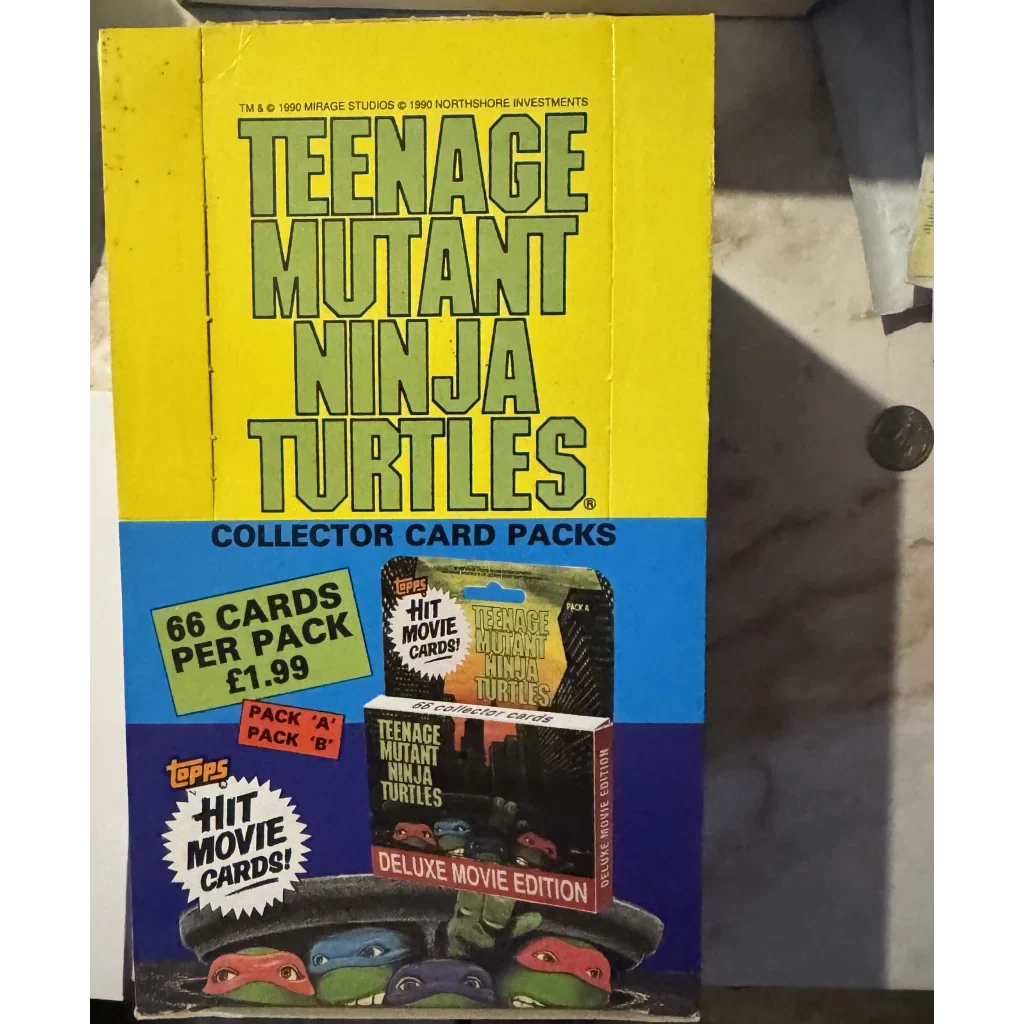 TM & © 1990 MIRAGE STUDIOS © 1990 NORTHSHORE INVESTMENTS
TEENAGE
MUTANT
NINJA
TURTLES®
COLLECTOR CARD PACKS
66 CARDS
PER PACK
£1.99
PACK 'A'
PACK 'B'
topps
HIT
MOVIE
CARDS!
topps
HIT
MOVIE
CARDS!
PACK A
TEENAGE
MUTANT
NINJA
TURTLES
66 collector cards
TEENAGE
MUTANT
NINJA
TURTLES
DELUXE MOVIE EDITION
DELUXE MOVIE EDITION